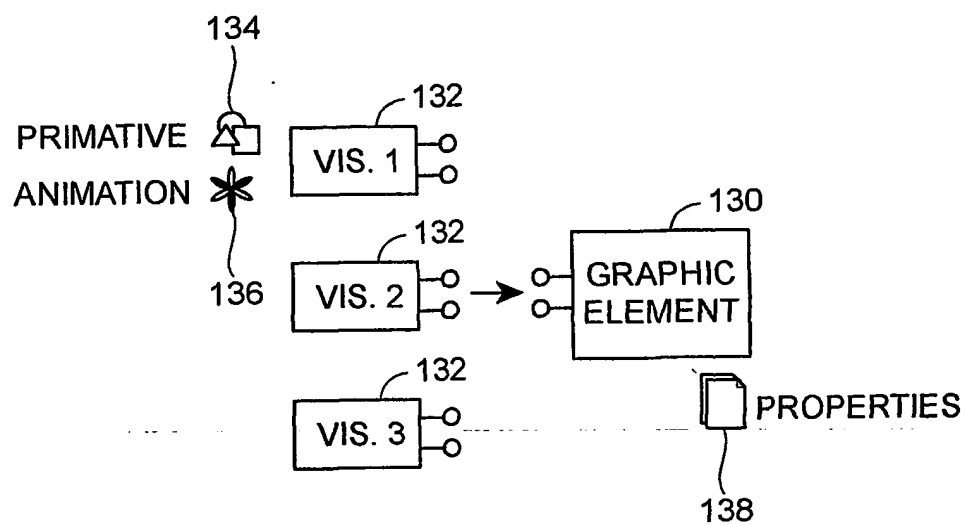 134
132
PRIMATIVE
VIS. 1
ANIMATION
130
132
136
GRAPHIC
ELEMENT
VIS. 2
132
PROPERTIES
VIS. 3
138